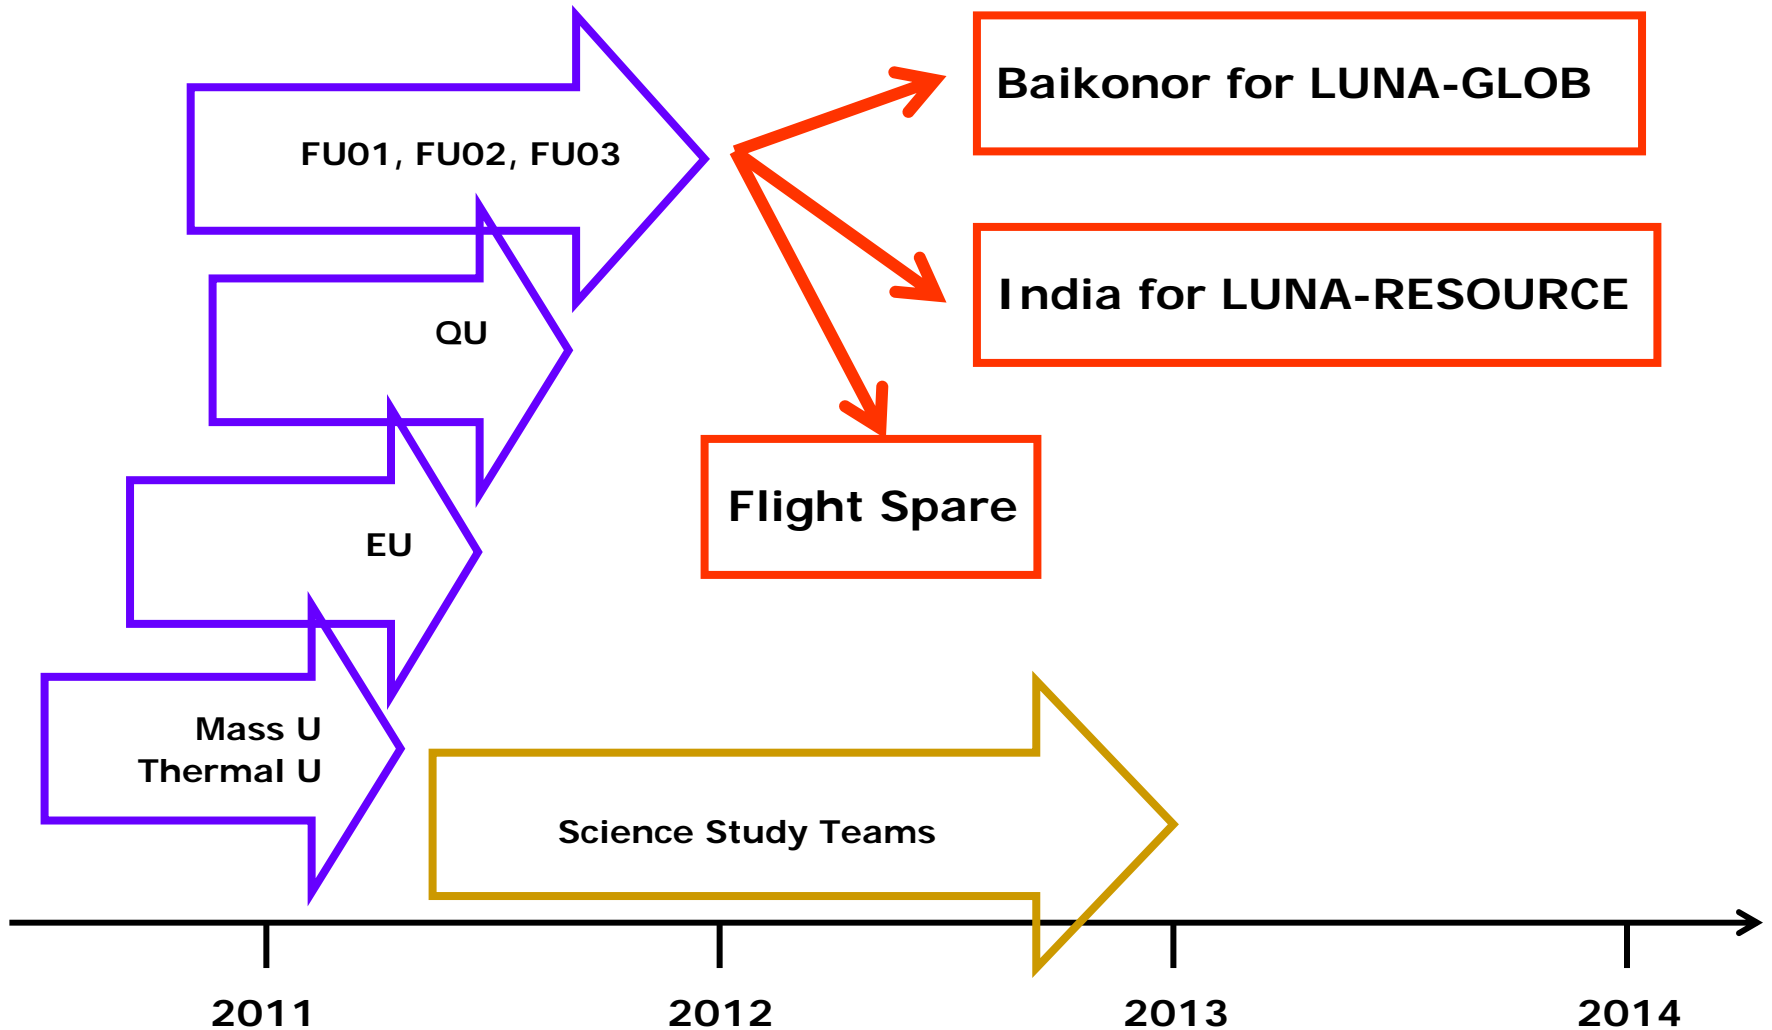 Baikonor for LUNA-GLOB
FU01, FU02, FU03
India for LUNA-RESOURCE
QU
Flight Spare
EU
Mass U
Thermal U
Science Study Teams
2011
2012
2013
2014